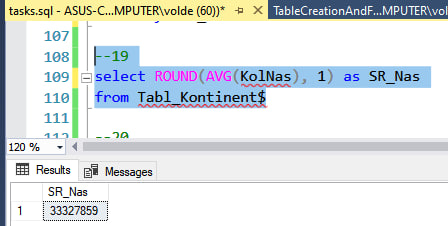 tasks.sql - ASUS-C...MPUTER\volde (60))* TableCreationAndF...MPUTER\volde
107
108 --19
109 select ROUND(AVG(KolNas), 1) as SR_Nas
110 from Tabl_Kontinent$
111
112 --20
120 %
Results Messages
SR_Nas
1 33327859